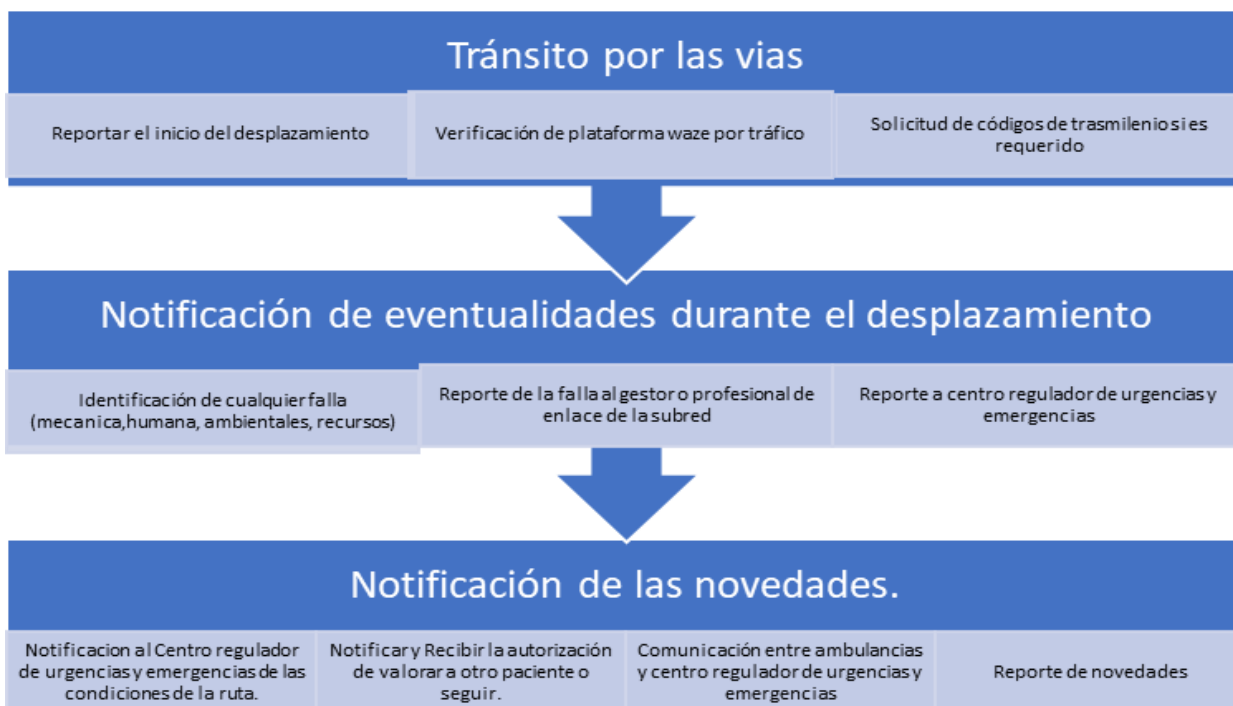 Tránsito por las vias
Reportar el inicio del desplazamiento
Verificación de plataforma waze por tráfico
Solicitud de códigos de trasmilenio si es
requerido
Notificación de eventualidades durante el desplazamiento
Identificación de cualquier falla
(mecanica,humana, ambientales, recursos)
Reporte de la falla al gestor o profesional de
enlace de la subred
Reporte a centro regulador de urgencias y
emergencias
Notificación de las novedades.
Notificacion al Centro regulador
de urgencias y emergencias de las
condiciones de la ruta.
Notificar y Recibir la autorización
de valorar a otro paciente o
seguir.
Comunicación entre ambulancias
y centro regulador de urgencias y
emergencias
Reporte de novedades